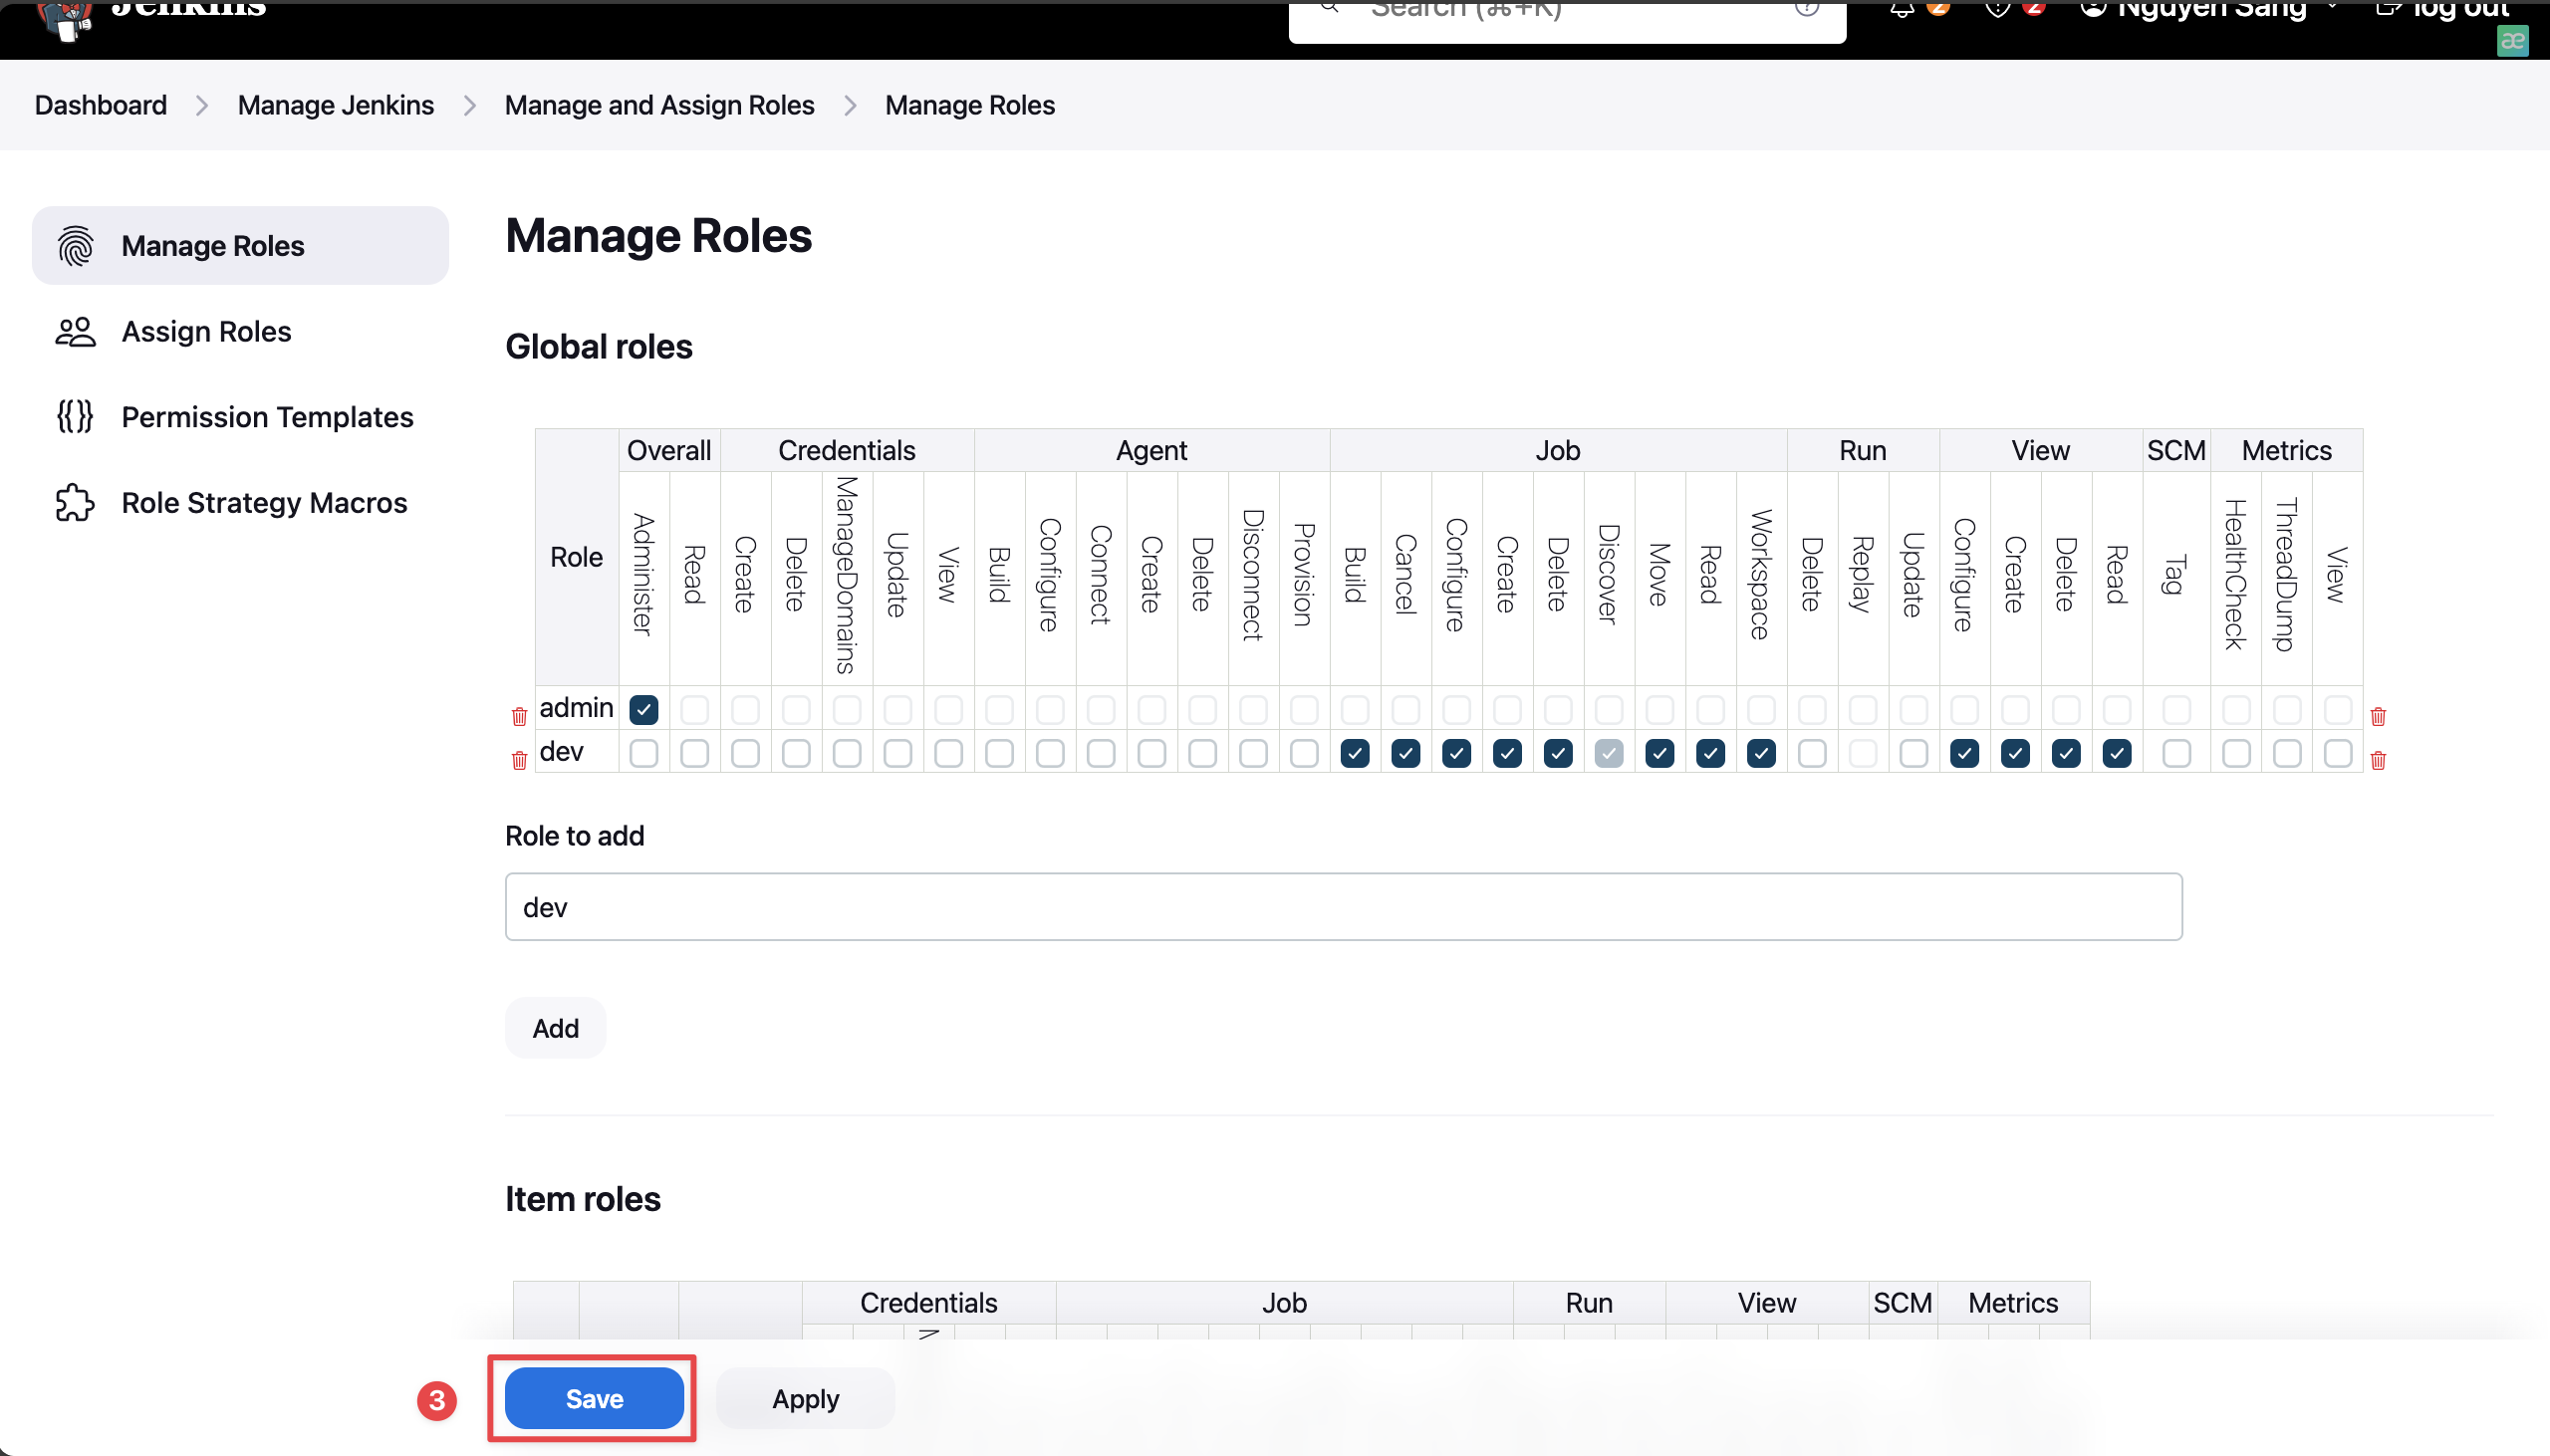 Jenkins
Search (⌘+K)
?
2
2
Nguyen Sang
log out
æ
Dashboard
Manage Jenkins
Manage and Assign Roles
Manage Roles
Manage Roles
Assign Roles
Permission Templates
Role Strategy Macros
Manage Roles
Global roles
Role
Overall
Credentials
Agent
Job
Run
View
SCM
Metrics
Administer
Read
Create
Delete
ManageDomains
Update
View
Build
Configure
Connect
Create
Delete
Disconnect
Provision
Build
Cancel
Configure
Create
Delete
Discover
Move
Read
Workspace
Delete
Replay
Update
Configure
Create
Delete
Read
Tag
HealthCheck
ThreadDump
View
admin
dev
Role to add
dev
Add
Item roles
Credentials
Job
Run
View
SCM
Metrics
3
Save
Apply